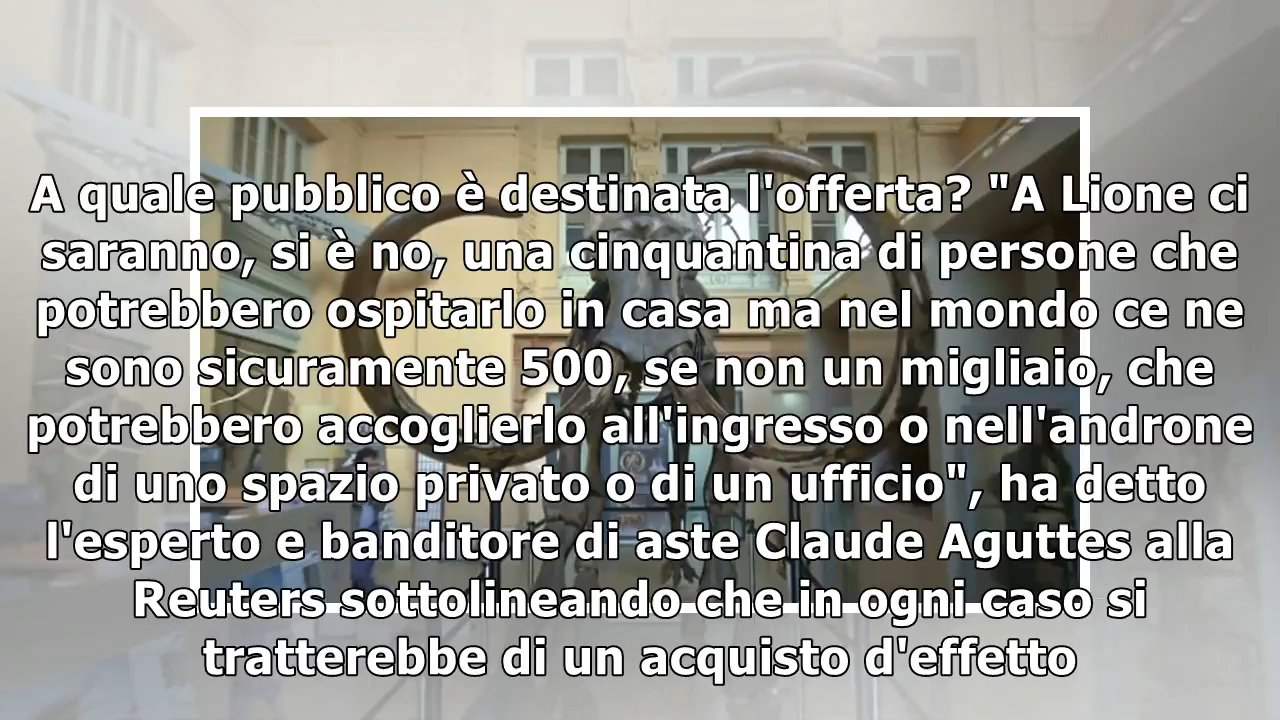 A quale pubblico è destinata l'offerta? "A Lione ci
saranno, si è no, una cinquantina di persone che
potrebbero ospitarlo in casa ma nel mondo ce ne
sono sicuramente 500, se non un migliaio, che
potrebbero accoglierlo all'ingresso o nell'androne
di uno spazio privato o di un ufficio", ha detto
l'esperto e banditore di aste Claude Aguttes alla
Reuters sottolineando che in ogni caso si
tratterebbe di un acquisto d'effetto